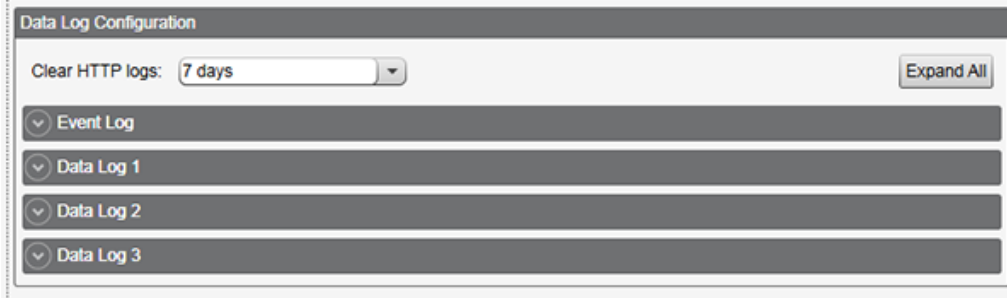 Data Log Configuration
Clear HTTP logs: 7 days Expand All
Event Log
Data Log 1
Data Log 2
Data Log 3